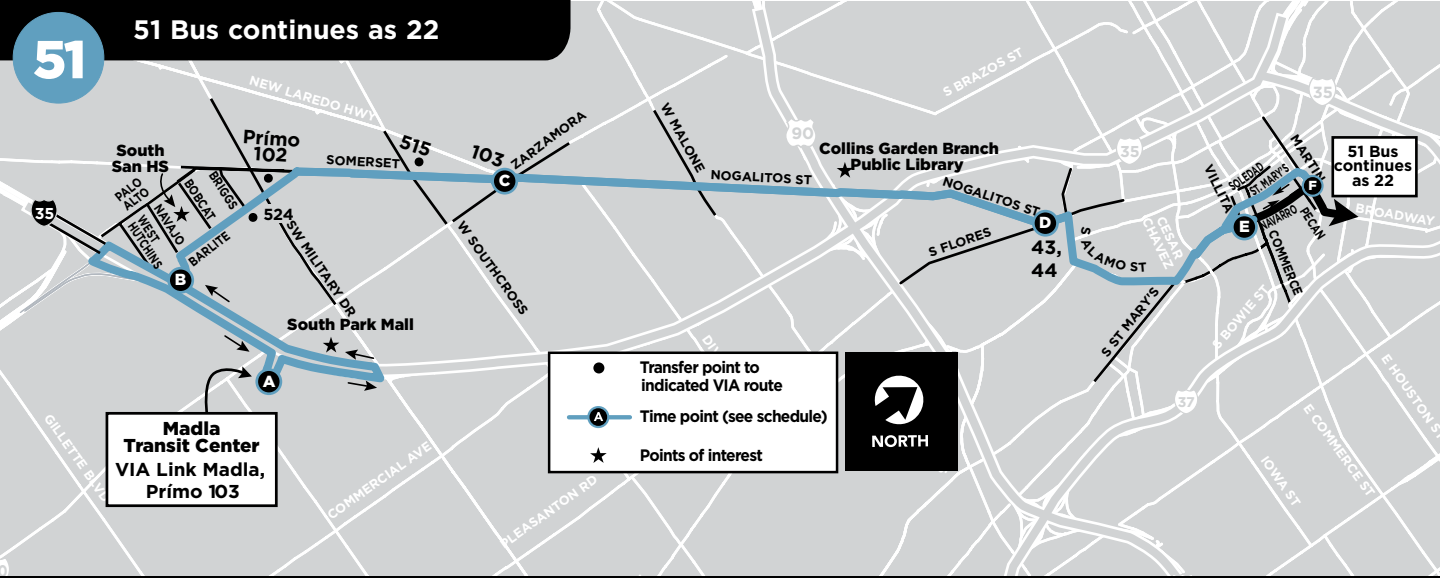 51 Bus continues as 22
51
NEW LAREDO HWY
S BRAZOS ST
35
90
35
South
San HS
Prímo
102
515
103
ZARZAMORA
SOMERSET
W MALONE
NOGALITOS ST
Collins Garden Branch
Public Library
NOGALITOS ST
MARTIN
51 Bus
continues
as 22
VILLITA
SOLEDAD
ST. MARY'S
F
BROADWAY
PALO
ALTO
BOBCAT
BRIGGS
NAVAJO
WEST
HUTCHINS
35
524
BARLITE
SW MILITARY DR
C
W SOUTHCROSS
S FLORES
D
43,
44
S ALAMO ST
CESAR
CHAVEZ
E
NAVARRO
PECAN
COMMERCE
B
South Park Mall
A
S ST MARY'S
S BOWIE ST
E HOUSTON ST
E COMMERCE ST
IOWA ST
37
Madla
Transit Center
VIA Link Madla,
Prímo 103
GILLETTE BLVD
COMMERCIAL AVE
PLEASANTON RD
Transfer point to
indicated VIA route
A
Time point (see schedule)
Points of interest
NORTH